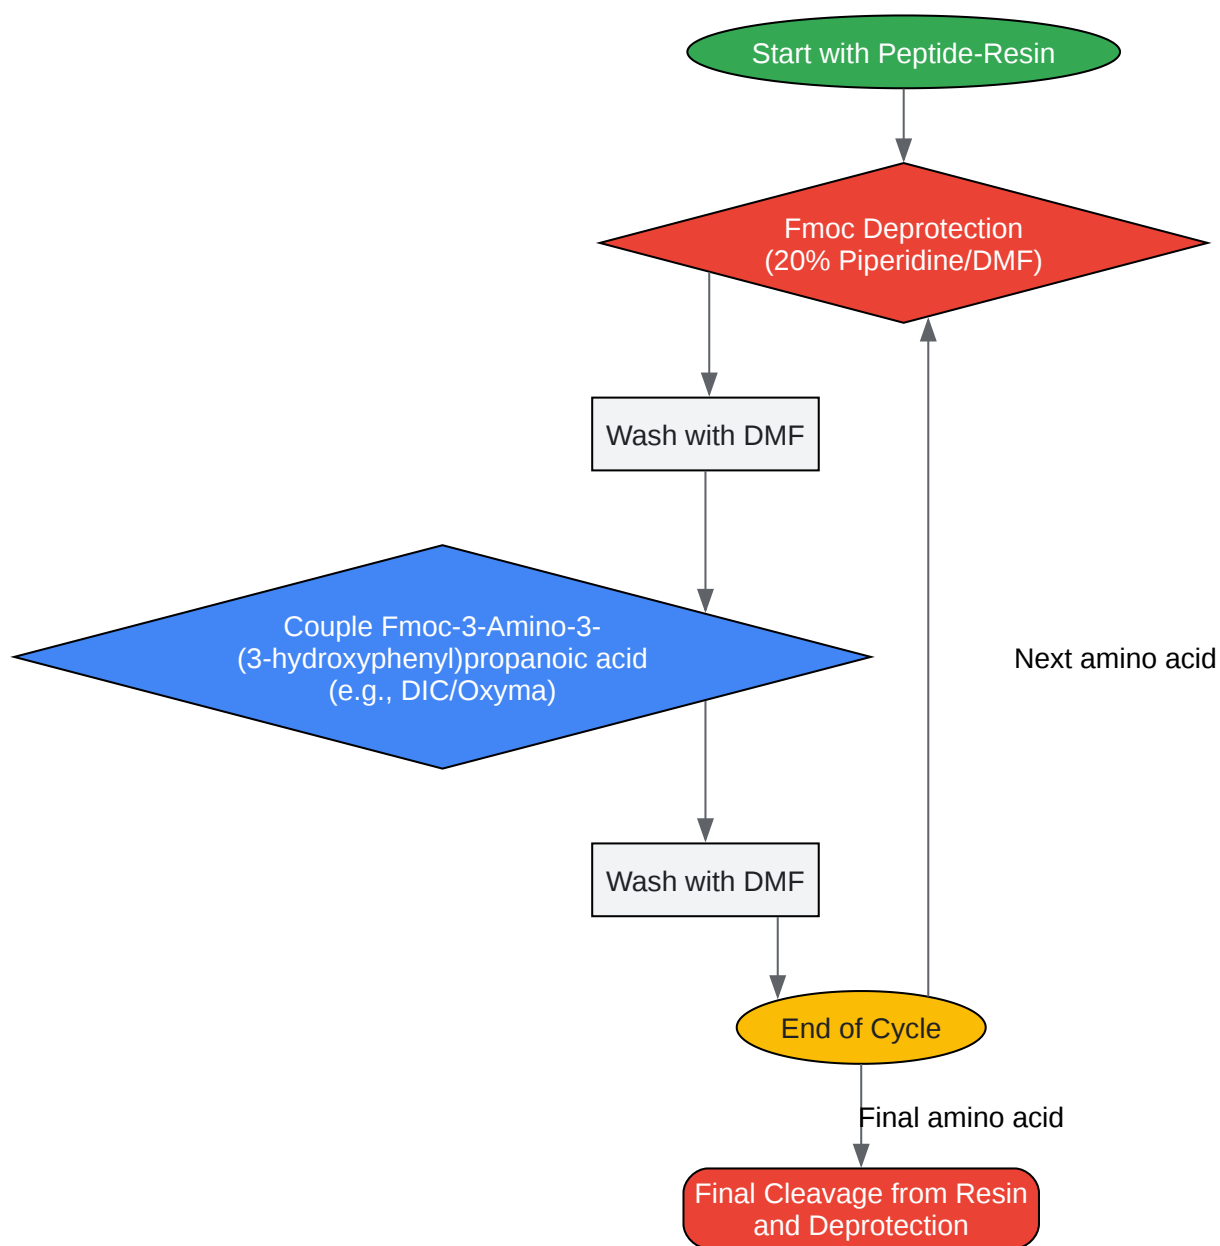 Start with Peptide-Resin
Fmoc Deprotection
(20% Piperidine/DMF)
Wash with DMF
Couple Fmoc-3-Amino-3-
(3-hydroxyphenyl)propanoic acid
(e.g., DIC/Oxyma)
Next amino acid
Wash with DMF
End of Cycle
Final amino acid
Final Cleavage from Resin
and Deprotection